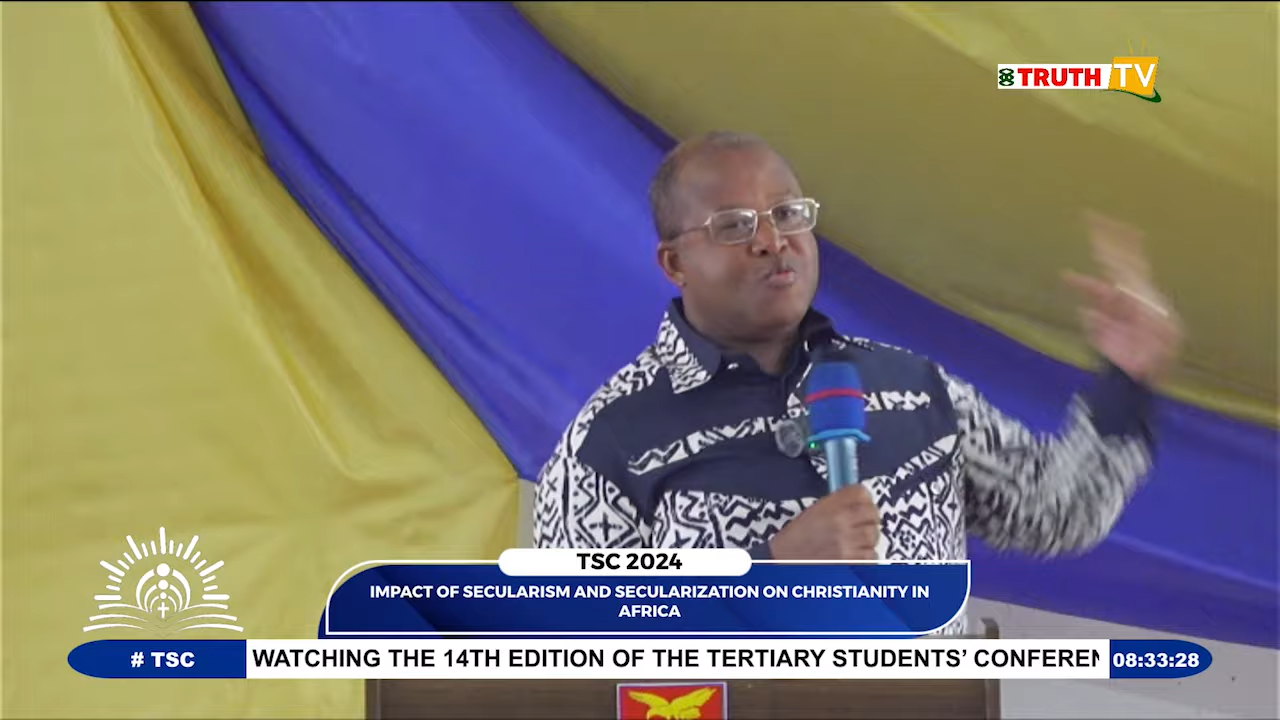 TRUTH TV
TSC 2024
IMPACT OF SECULARISM AND SECULARIZATION ON CHRISTIANITY IN
AFRICA
# TSC
WATCHING THE 14TH EDITION OF THE TERTIARY STUDENTS’ CONFEREN
08:33:28